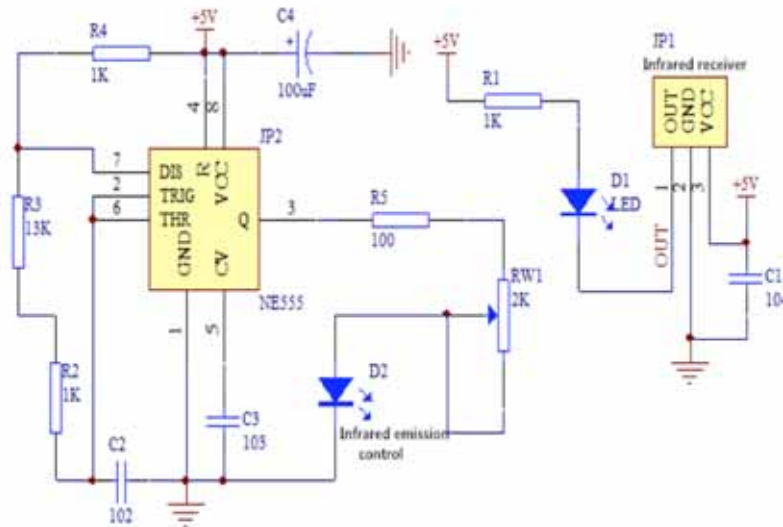 R4
1K
+5V
C4
+
100uF
+5V
R1
1K
JP1
Infrared receiver
OUT
GND
VCC
1
2
3
OUT
+5V
C1
104
D1
LED
4
8
JP2
7
2
6
DIS
TRIG
THR
R
VCC
Q
GND
CV
3
NE555
1
5
R5
100
RW1
2K
R3
13K
R2
1K
C2
102
C3
103
D2
Infrared emission
control